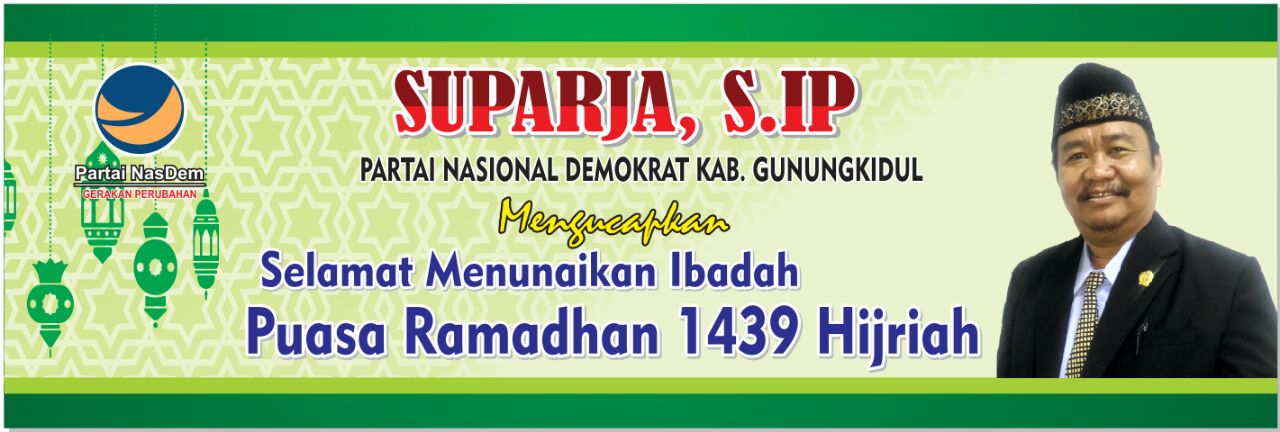 Partai NasDem
GERAKAN PERUBAHAN
SUPARJA, S.IP
PARTAI NASIONAL DEMOKRAT KAB. GUNUNGKIDUL
Mengucapkan
Selamat Menunaikan Ibadah
Puasa Ramadhan 1439 Hijriah